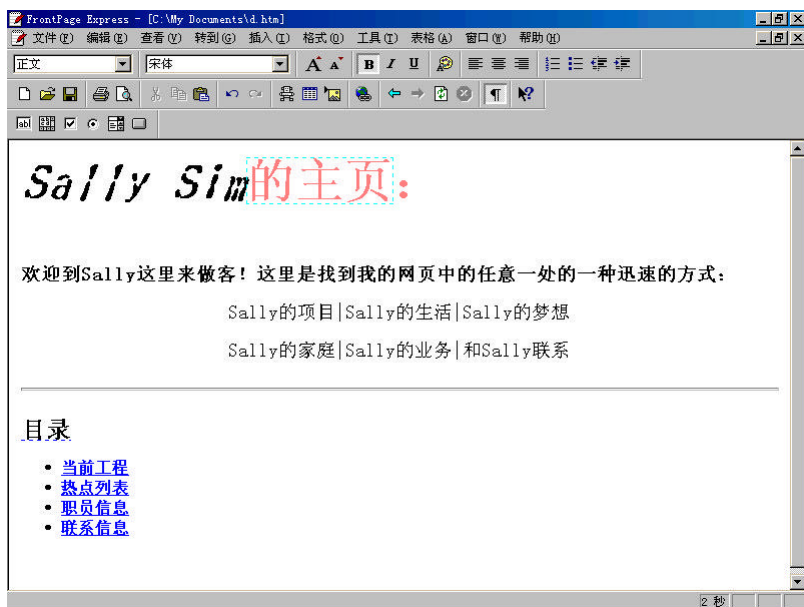 FrontPage Express - [C:\My Documents\d.htm]
文件(F) 编辑(E) 查看(V) 转到(G) 插入(I) 格式(O) 工具(T) 表格(A) 窗口(W) 帮助(H)
正文 宋体 A A B I U
ab|
Sally Sim的主页：
欢迎到Sally这里来做客！这里是找到我的网页中的任意一处的一种迅速的方式：
Sally的项目|Sally的生活|Sally的梦想
Sally的家庭|Sally的业务|和Sally联系
目录
• 当前工程
• 热点列表
• 职员信息
• 联系信息
2 秒